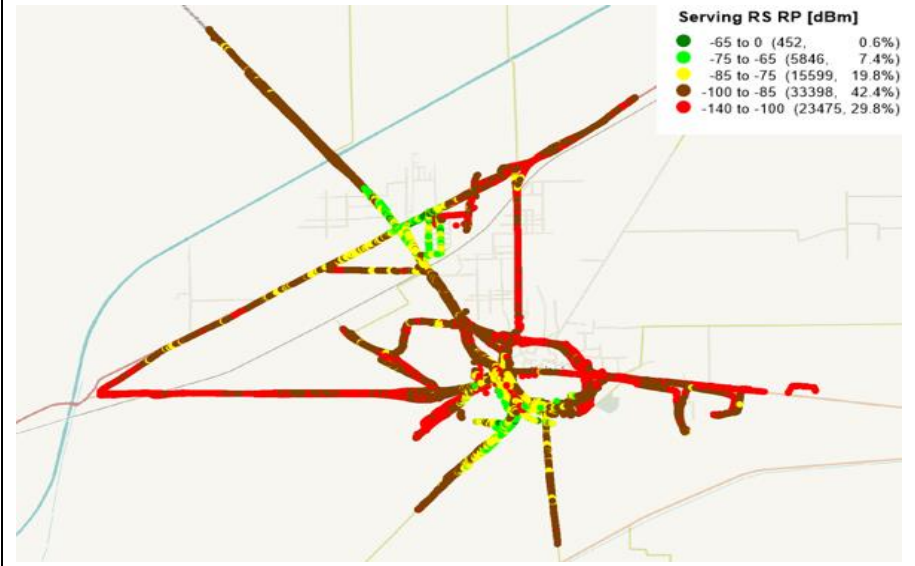 Serving RS RP [dBm]
-65 to 0 (452, 0.6%)
-75 to -65 (5846, 7.4%)
-85 to -75 (15599, 19.8%)
-100 to -85 (33398, 42.4%)
-140 to -100 (23475, 29.8%)